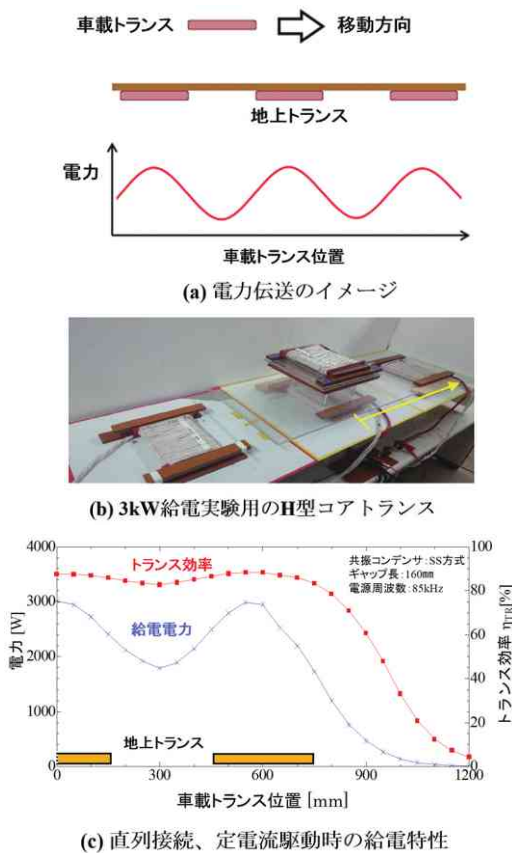 車載トランス 移動方向
地上トランス
電力
車載トランス位置
(a) 電力伝送のイメージ
(b) 3kW給電実験用のH型コアトランス
4000
3000
2000
1000
0
電力 [W]
トランス効率
給電電力
共振コンデンサ:SS方式
ギャップ長:160mm
電源周波数:85kHz
100
80
60
40
20
0
トランス効率 ηTR[%]
地上トランス
0 300 600 900 1200
車載トランス位置 [mm]
(c) 直列接続、定電流駆動時の給電特性